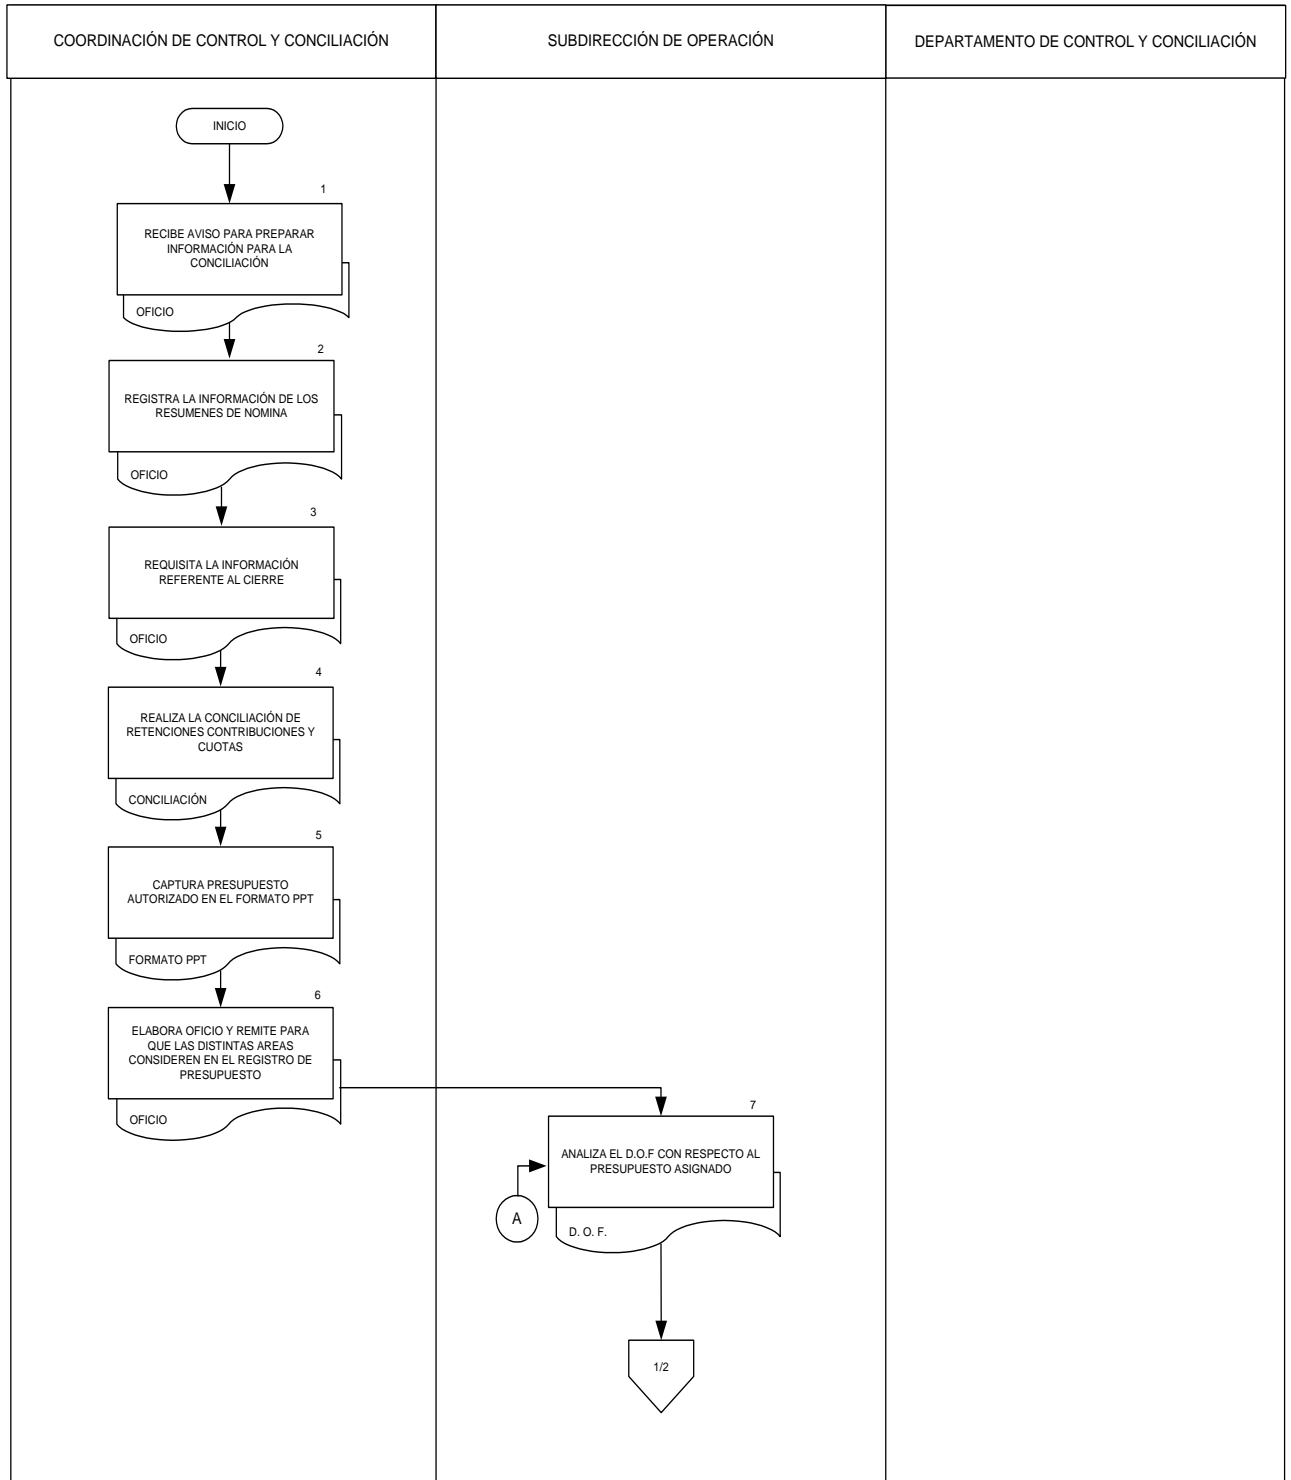 COORDINACIÓN DE CONTROL Y CONCILIACIÓN
SUBDIRECCIÓN DE OPERACIÓN
DEPARTAMENTO DE CONTROL Y CONCILIACIÓN
INICIO
1
RECIBE AVISO PARA PREPARAR
INFORMACIÓN PARA LA
CONCILIACIÓN
OFICIO
2
REGISTRA LA INFORMACIÓN DE LOS
RESUMENES DE NOMINA
OFICIO
3
REQUISITA LA INFORMACIÓN
REFERENTE AL CIERRE
OFICIO
4
REALIZA LA CONCILIACIÓN DE
RETENCIONES CONTRIBUCIONES Y
CUOTAS
CONCILIACIÓN
5
CAPTURA PRESUPUESTO
AUTORIZADO EN EL FORMATO PPT
FORMATO PPT
6
ELABORA OFICIO Y REMITE PARA
QUE LAS DISTINTAS AREAS
CONSIDEREN EN EL REGISTRO DE
PRESUPUESTO
OFICIO
7
ANALIZA EL D.O.F CON RESPECTO AL
PRESUPUESTO ASIGNADO
A
D. O. F.
1/2